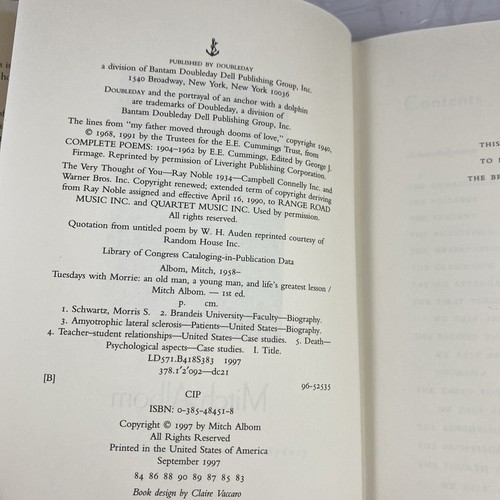 PUBLISHED BY DOUBLEDAY
a division of Bantam Doubleday Dell Publishing Group, Inc.
1540 Broadway, New York, New York 10036
DOUBLEDAY and the portrayal of an anchor with a dolphin
are trademarks of Doubleday, a division of
Bantam Doubleday Dell Publishing Group, Inc.
The lines from "my father moved through dooms of love," copyright 1940,
© 1968, 1991 by the Trustees for the E.E. Cummings Trust, from
COMPLETE POEMS: 1904–1962 by E.E. Cummings, Edited by George J.
Firmage. Reprinted by permission of Liveright Publishing Corporation.
The Very Thought of You—Ray Noble 1934—Campbell Connelly Inc. and
Warner Bros. Inc. Copyright renewed; extended term of copyright deriving
from Ray Noble assigned and effective April 16, 1990, to RANGE ROAD
MUSIC INC. and QUARTET MUSIC INC. Used by permission.
All rights reserved.
Quotation from untitled poem by W. H. Auden reprinted courtesy of
Random House Inc.
Library of Congress Cataloging-in-Publication Data
Albom, Mitch, 1958–
Tuesdays with Morrie: an old man, a young man, and life's greatest lesson /
Mitch Albom. — 1st ed.
p. cm.
1. Schwartz, Morris S. 2. Brandeis University—Faculty—Biography.
3. Amyotrophic lateral sclerosis—Patients—United States—Biography.
4. Teacher–student relationships—United States—Case studies. 5. Death—
Psychological aspects—Case studies. I. Title.
LD571.B418S383 1997
378.1'2'092—dc21
[B] 96-52535
CIP
ISBN: 0-385-48451-8
Copyright © 1997 by Mitch Albom
All Rights Reserved
Printed in the United States of America
September 1997
84 86 88 90 89 87 85 83
Book design by Claire Vaccaro
THIS
TO
THE BR